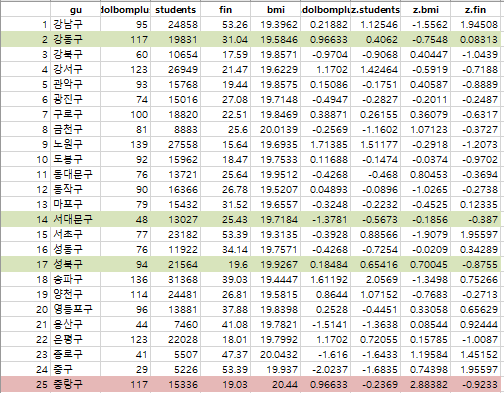 gu dolbomplu students fin bmi dolbomplz z.students z.bmi z.fin
1 강남구 95 24858 53.26 19.3962 0.21882 1.12546 -1.5562 1.94508
2 강동구 117 19831 31.04 19.5846 0.96633 0.4062 -0.7548 0.08313
3 강북구 60 10654 17.59 19.8571 -0.9704 -0.9068 0.40447 -1.0439
4 강서구 123 26949 21.47 19.6229 1.1702 1.42464 -0.5919 -0.7188
5 관악구 93 15768 19.44 19.8575 0.15086 -0.1751 0.40587 -0.8889
6 광진구 74 15016 27.08 19.7148 -0.4947 -0.2827 -0.2011 -0.2487
7 구로구 100 18820 22.51 19.8469 0.38871 0.26155 0.36079 -0.6317
8 금천구 81 8883 25.6 20.0139 -0.2569 -1.1602 1.07123 -0.3727
9 노원구 139 27558 15.64 19.6935 1.71385 1.51177 -0.2918 -1.2073
10 도봉구 92 15962 18.47 19.7533 0.11688 -0.1474 -0.0374 -0.9702
11 동대문구 76 13721 25.64 19.9512 -0.4268 -0.468 0.80453 -0.3694
12 동작구 90 16366 26.78 19.5207 0.04893 -0.0896 -1.0265 -0.2738
13 마포구 79 15432 31.52 19.6557 -0.3248 -0.2232 -0.4525 0.12335
14 서대문구 48 13027 25.43 19.7184 -1.3781 -0.5673 -0.1856 -0.387
15 서초구 77 23182 53.39 19.3135 -0.3928 0.88566 -1.9079 1.95597
16 성동구 76 11922 34.14 19.7571 -0.4268 -0.7254 -0.0209 0.34289
17 성북구 94 21564 19.6 19.9267 0.18484 0.65416 0.70045 -0.8755
18 송파구 136 31368 39.03 19.4447 1.61192 2.0569 -1.3498 0.75266
19 양천구 114 24481 26.81 19.5815 0.8644 1.07152 -0.7683 -0.2713
20 영등포구 96 13881 37.88 19.8398 0.2528 -0.4451 0.33058 0.65629
21 용산구 44 7460 41.08 19.7821 -1.5141 -1.3638 0.08544 0.92444
22 은평구 123 22028 18.01 19.7992 1.1702 0.72055 0.15785 -1.0087
23 종로구 41 5507 47.37 20.0432 -1.616 -1.6433 1.19584 1.45152
24 중구 29 5226 53.39 19.937 -2.0237 -1.6835 0.74398 1.95597
25 중랑구 117 15336 19.03 20.44 0.96633 -0.2369 2.88382 -0.9233